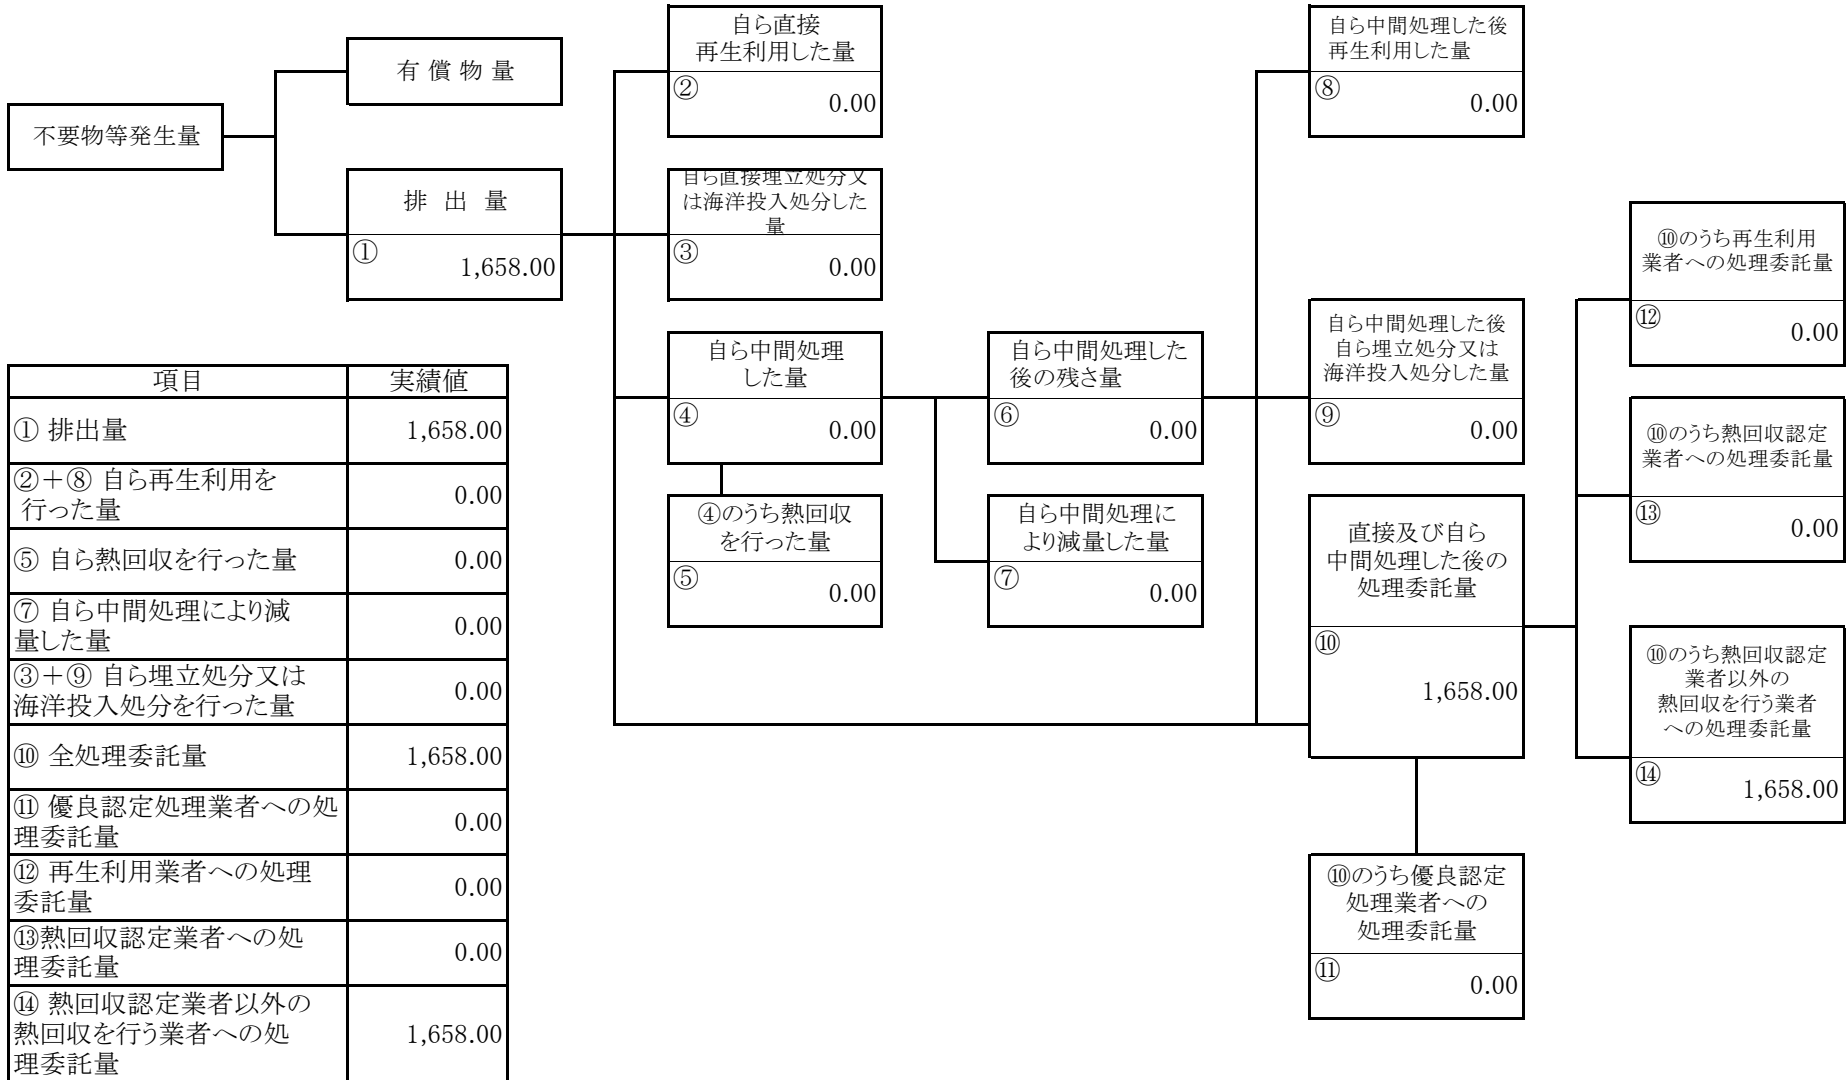 不要物等発生量
有 償 物 量
排 出 量
①
1,658.00
自ら直接
再生利用した量
②
0.00
自ら直接埋立処分又
は海洋投入処分した
量
③
0.00
自ら中間処理
した量
④
0.00
④のうち熱回収
を行った量
⑤
0.00
自ら中間処理した
後の残さ量
⑥
0.00
自ら中間処理に
より減量した量
⑦
0.00
自ら中間処理した後
再生利用した量
⑧
0.00
自ら中間処理した後
自ら埋立処分又は
海洋投入処分した量
⑨
0.00
直接及び自ら
中間処理した後の
処理委託量
⑩
1,658.00
⑩のうち優良認定
処理業者への
処理委託量
⑪
0.00
⑩のうち再生利用
業者への処理委託量
⑫
0.00
⑩のうち熱回収認定
業者への処理委託量
⑬
0.00
⑩のうち熱回収認定
業者以外の
熱回収を行う業者
への処理委託量
⑭
1,658.00
項目 実績値
① 排出量 1,658.00
②＋⑧ 自ら再生利用を
行った量 0.00
⑤ 自ら熱回収を行った量 0.00
⑦ 自ら中間処理により減
量した量 0.00
③＋⑨ 自ら埋立処分又は
海洋投入処分を行った量 0.00
⑩ 全処理委託量 1,658.00
⑪ 優良認定処理業者への処
理委託量 0.00
⑫ 再生利用業者への処理
委託量 0.00
⑬熱回収認定業者への処
理委託量 0.00
⑭ 熱回収認定業者以外の
熱回収を行う業者への処
理委託量 1,658.00